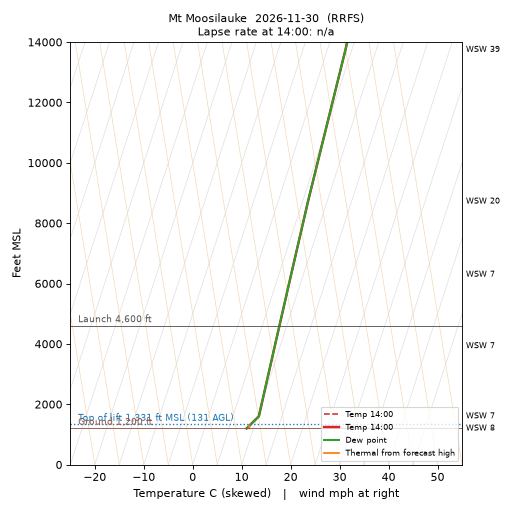 Mt Moosilauke  2026-11-30  (RRFS)
Lapse rate at 14:00: n/a
14000
12000
10000
8000
6000
4000
2000
0
Feet MSL
WSW 39
WSW 20
WSW 7
WSW 7
WSW 7
WSW 8
Launch 4,600 ft
Top of lift 1,331 ft MSL (131 AGL)
Ground 1,200 ft
Temp 14:00
Temp 14:00
Dew point
Thermal from forecast high
−20 −10 0 10 20 30 40 50
Temperature C (skewed)   |   wind mph at right